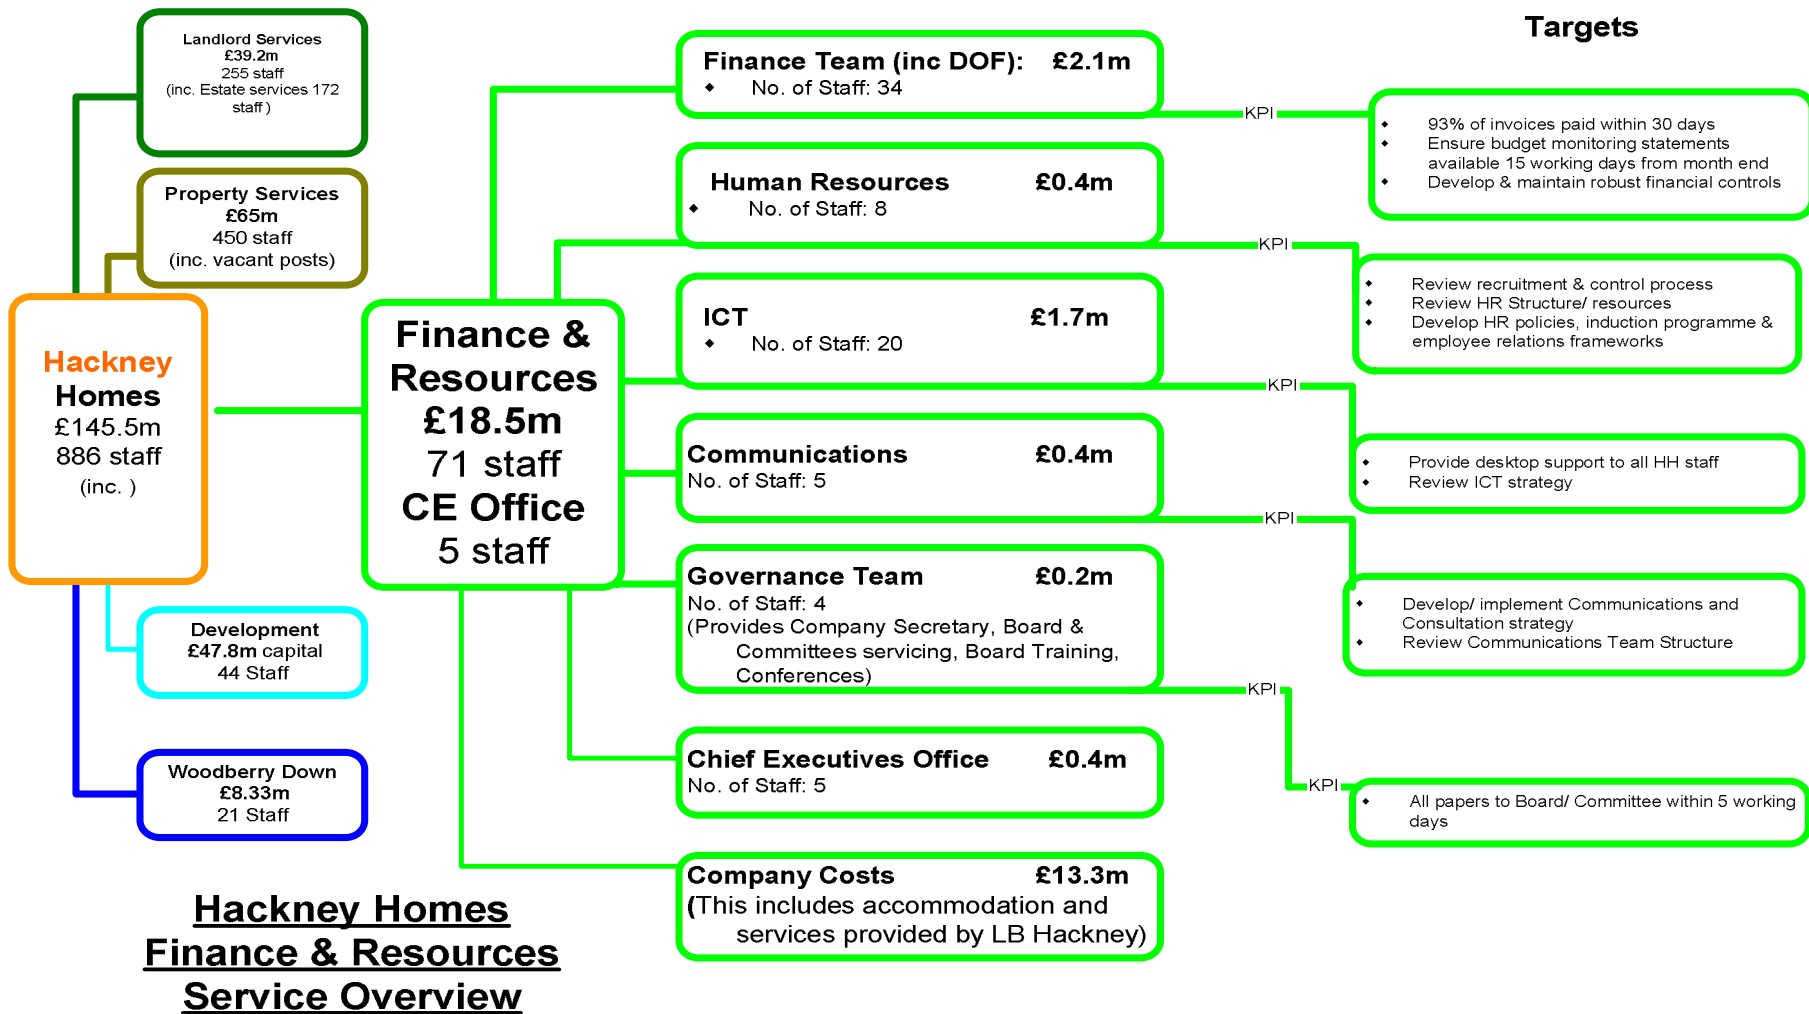 Targets
Landlord Services
£39.2m
255 staff
(inc. Estate services 172
staff )
Property Services
£65m
450 staff
(inc. vacant posts)
Hackney
Homes
£145.5m
886 staff
(inc. )
Development
£47.8m capital
44 Staff
Woodberry Down
£8.33m
21 Staff
Finance &
Resources
£18.5m
71 staff
CE Office
5 staff
Finance Team (inc DOF): £2.1m
◆ No. of Staff: 34
Human Resources £0.4m
◆ No. of Staff: 8
ICT £1.7m
◆ No. of Staff: 20
Communications £0.4m
No. of Staff: 5
Governance Team £0.2m
No. of Staff: 4
(Provides Company Secretary, Board &
Committees servicing, Board Training,
Conferences)
Chief Executives Office £0.4m
No. of Staff: 5
Company Costs £13.3m
(This includes accommodation and
services provided by LB Hackney)
KPI
◆ 93% of invoices paid within 30 days
◆ Ensure budget monitoring statements
available 15 working days from month end
◆ Develop & maintain robust financial controls
KPI
◆ Review recruitment & control process
◆ Review HR Structure/ resources
◆ Develop HR policies, induction programme &
employee relations frameworks
KPI
◆ Provide desktop support to all HH staff
◆ Review ICT strategy
KPI
◆ Develop/ implement Communications and
Consultation strategy
◆ Review Communications Team Structure
KPI
KPI
◆ All papers to Board/ Committee within 5 working
days
Hackney Homes
Finance & Resources
Service Overview